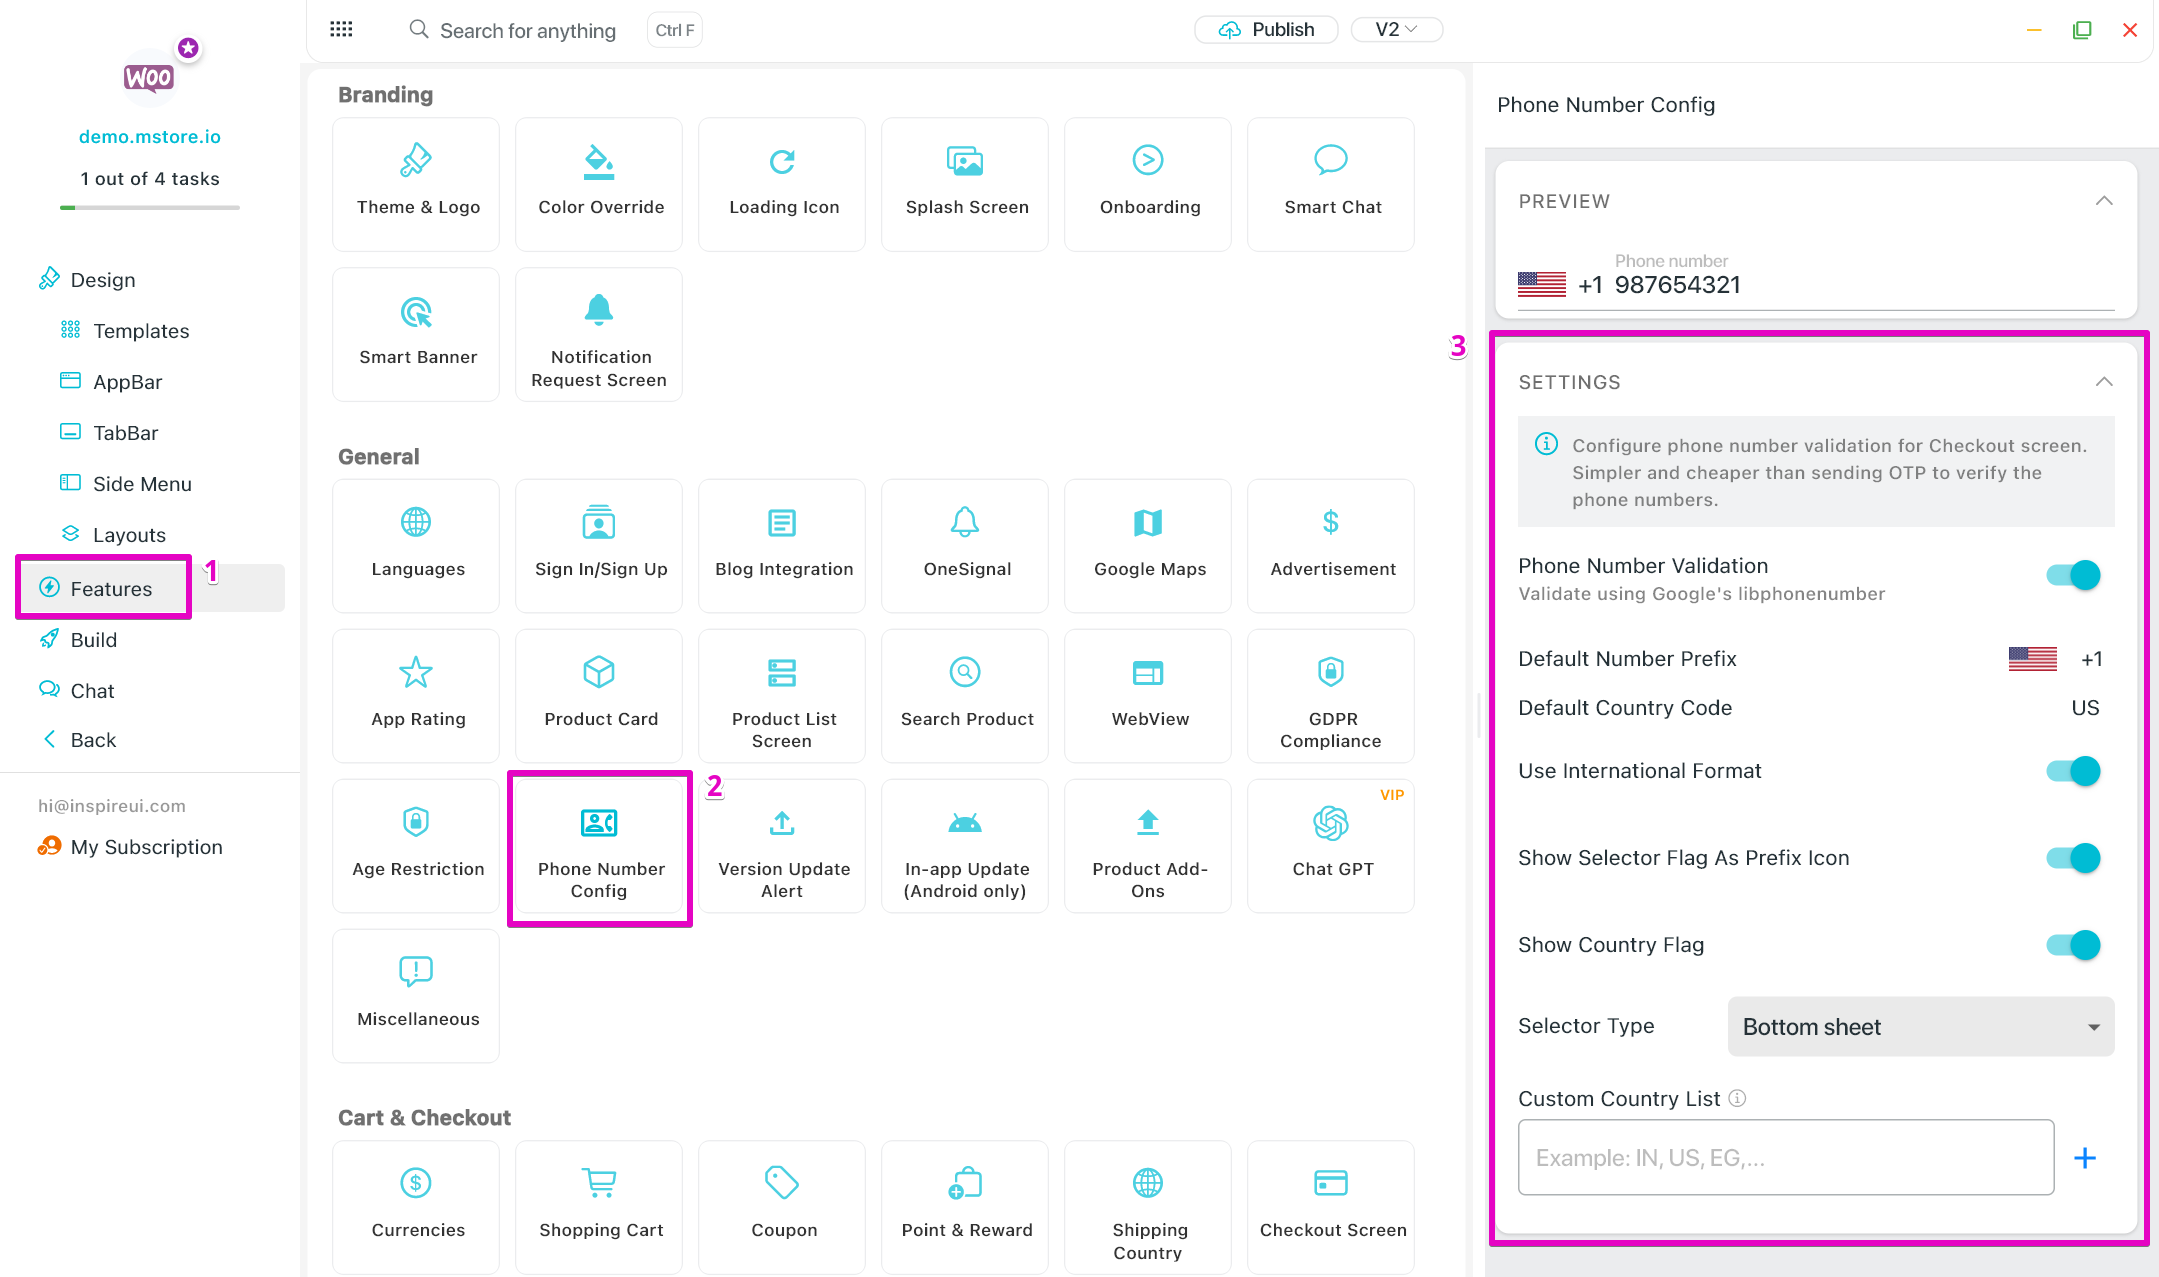 Search for anything
Ctrl F
Publish
V2
WOO
demo.mstore.io
1 out of 4 tasks
Design
Templates
AppBar
TabBar
Side Menu
Layouts
Features
1
Build
Chat
Back
hi@inspireui.com
My Subscription
Branding
Theme & Logo
Color Override
Loading Icon
Splash Screen
Onboarding
Smart Chat
Smart Banner
Notification
Request Screen
General
Languages
Sign In/Sign Up
Blog Integration
OneSignal
Google Maps
Advertisement
App Rating
Product Card
Product List
Screen
Search Product
WebView
GDPR
Compliance
Age Restriction
Phone Number
Config
2
Version Update
Alert
In-app Update
(Android only)
Product Add-
Ons
VIP
Chat GPT
Miscellaneous
Cart & Checkout
Currencies
Shopping Cart
Coupon
Point & Reward
Shipping
Country
Checkout Screen
Phone Number Config
PREVIEW
Phone number
+1 987654321
3
SETTINGS
Configure phone number validation for Checkout screen.
Simpler and cheaper than sending OTP to verify the
phone numbers.
Phone Number Validation
Validate using Google's libphonenumber
Default Number Prefix +1
Default Country Code US
Use International Format
Show Selector Flag As Prefix Icon
Show Country Flag
Selector Type Bottom sheet
Custom Country List
Example: IN, US, EG,...